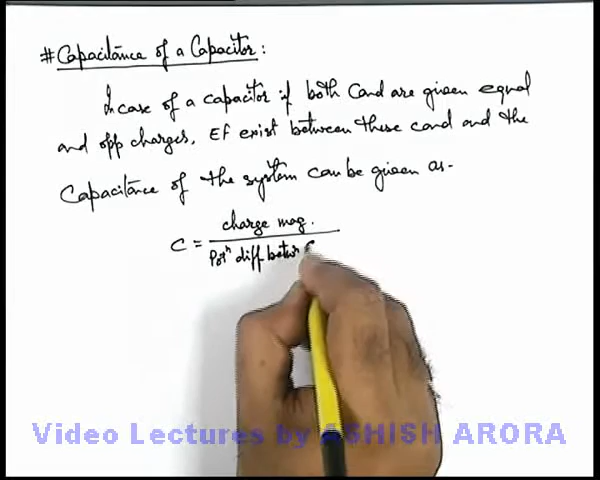 # Capacitance of a Capacitor :
In case of a capacitor if both Cond are given equal
and opp charges, EF exist between these cond and the
Capacitance of the system can be given as-
charge mag.
C =
Potn diff betwn
Video Lectures by ASHISH ARORA